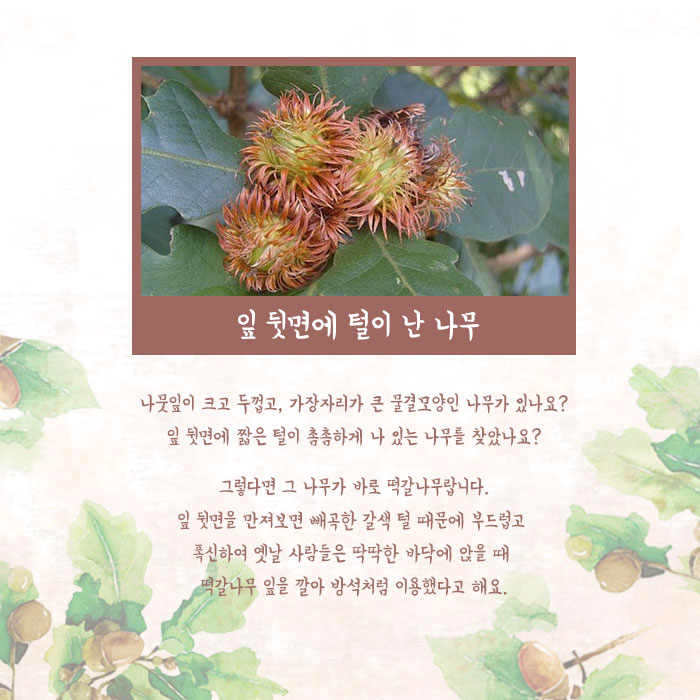 잎 뒷면에 털이 난 나무
나뭇잎이 크고 두껍고, 가장자리가 큰 물결모양인 나무가 있나요?
잎 뒷면에 짧은 털이 촘촘하게 나 있는 나무를 찾았나요?
그렇다면 그 나무가 바로 떡갈나무랍니다.
잎 뒷면을 만져보면 빼곡한 갈색 털 때문에 부드럽고
폭신하여 옛날 사람들은 딱딱한 바닥에 앉을 때
떡갈나무 잎을 깔아 방석처럼 이용했다고 해요.